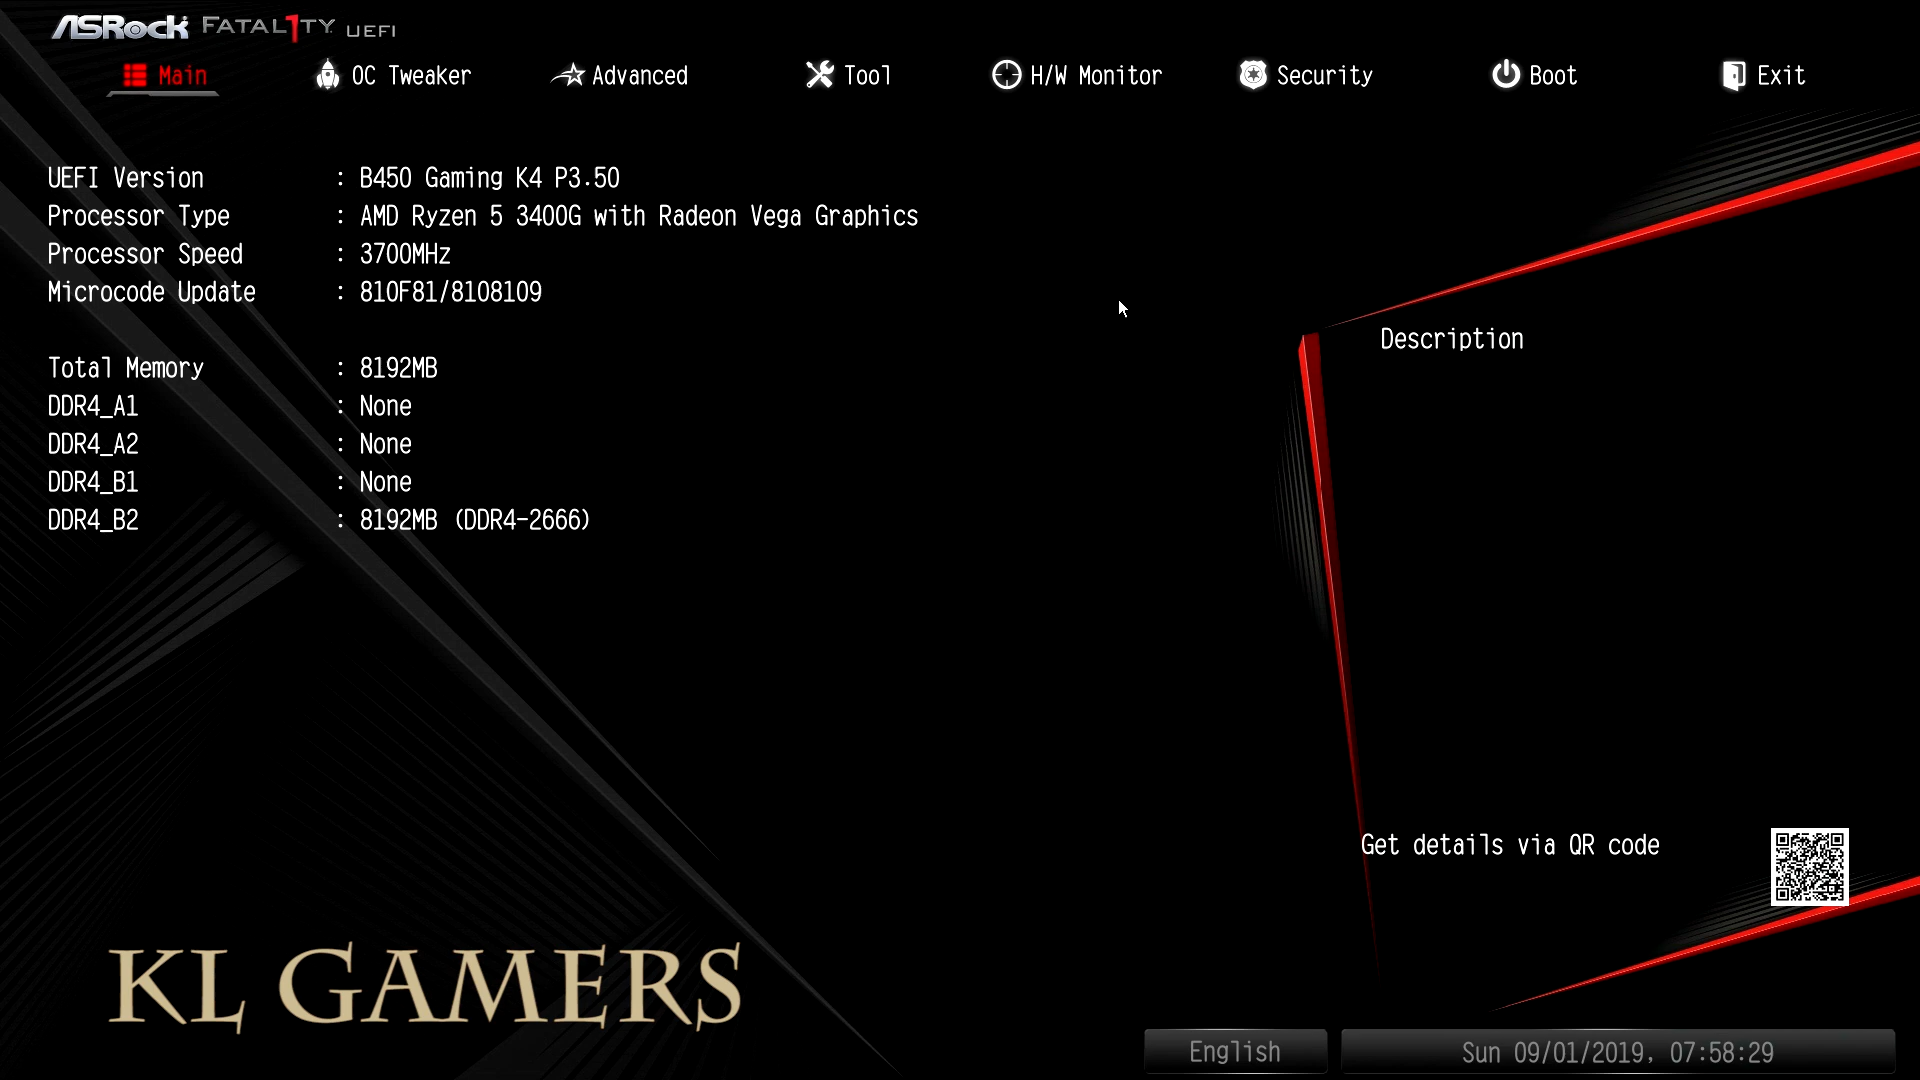 ASRock FATAL1TY UEFI
Main OC Tweaker Advanced Tool H/W Monitor Security Boot Exit
UEFI Version : B450 Gaming K4 P3.50
Processor Type : AMD Ryzen 5 3400G with Radeon Vega Graphics
Processor Speed : 3700MHz
Microcode Update : 810F81/8108109
Total Memory : 8192MB
DDR4_A1 : None
DDR4_A2 : None
DDR4_B1 : None
DDR4_B2 : 8192MB (DDR4-2666)
Description
Get details via QR code
KL GAMERS
English Sun 09/01/2019, 07:58:29